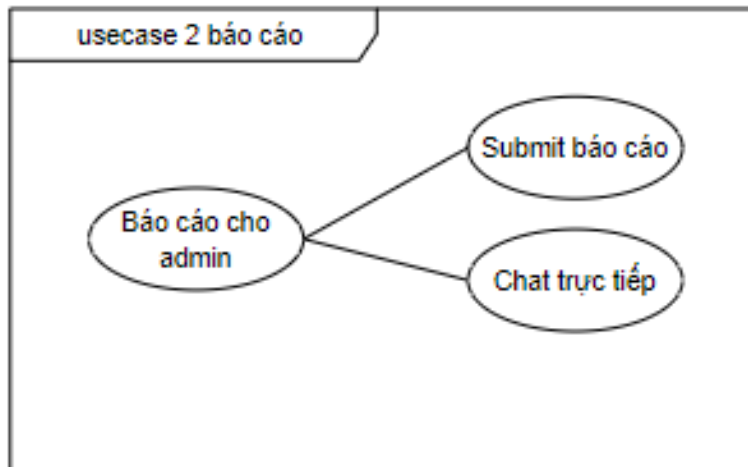 usecase 2 báo cáo
Submit báo cáo
Báo cáo cho
admin
Chat trực tiếp